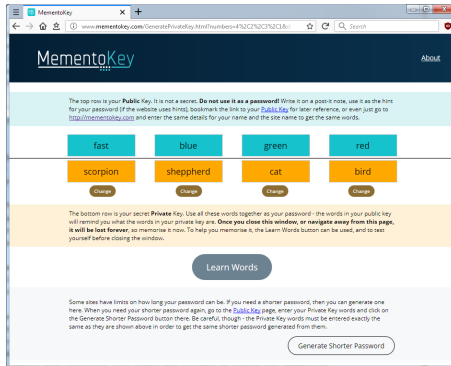 MementoKey
www.mementokey.com/GeneratePrivateKey.html?numbers=4%2C2%2C3%2C1&
Search
MementoKey
About
The top row is your Public Key. It is not a secret. Do not use it as a password! Write it on a post-it note, use it as the hint
for your password (if the website uses hints), bookmark the link to your Public Key for later reference, or even just go to
http://mementokey.com and enter the same details for your name and the site name to get the same words.
fast blue green red
scorpion sheppherd cat bird
Change Change Change Change
The bottom row is your secret Private Key. Use all these words together as your password - the words in your public key
will remind you what the words in your private key are. Once you close this window, or navigate away from this page,
it will be lost forever, so memorise it now. To help you memorise it, the Learn Words button can be used, and to test
yourself before closing the window.
Learn Words
Some sites have limits on how long your password can be. If you need a shorter password, then you can generate one
here. When you need your shorter password again, go to the Public Key page, enter your Private Key words and click on
the Generate Shorter Password button there. Be careful, though - the Private Key words must be entered exactly the
same as they are shown above in order to get the same shorter password generated from them.
Generate Shorter Password